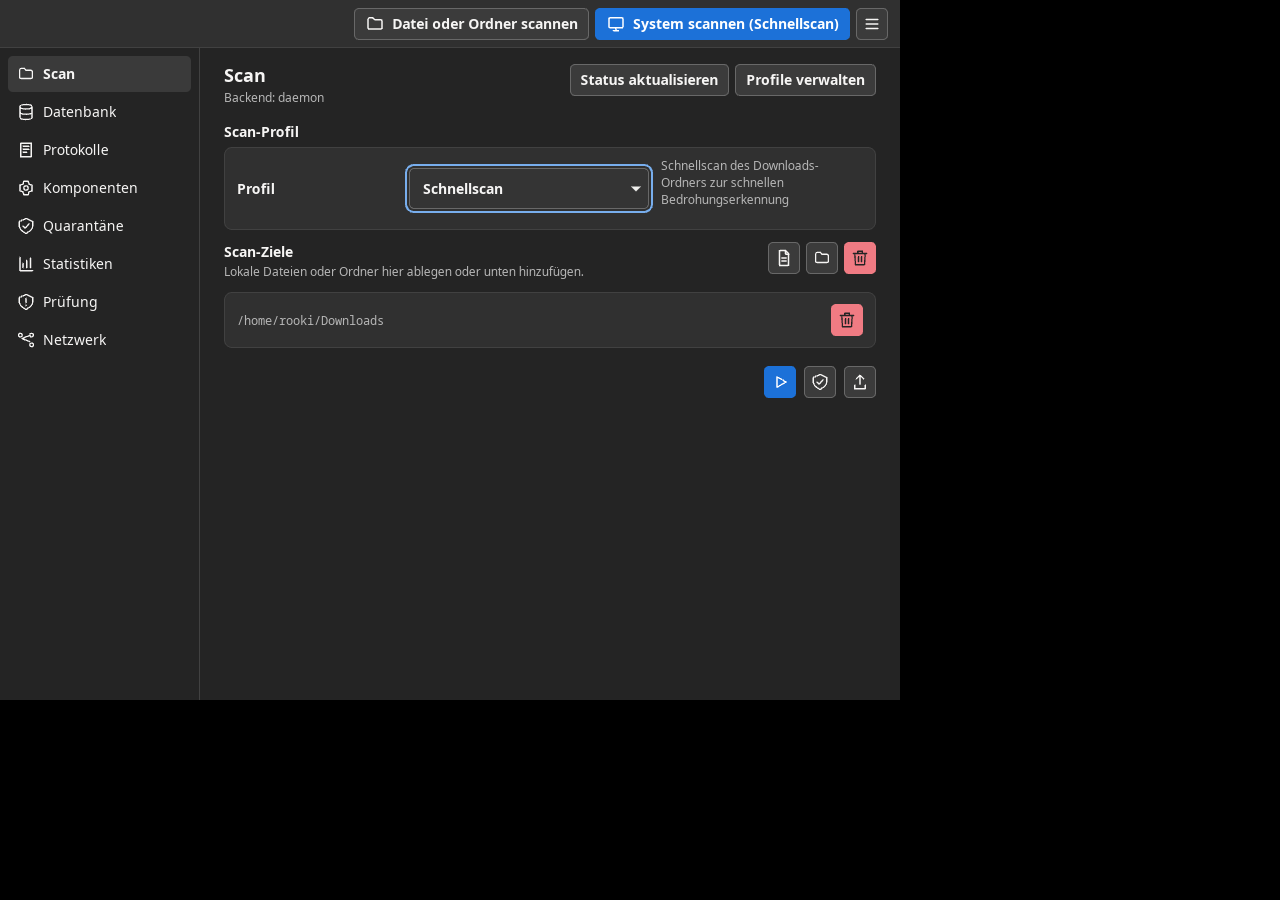 Datei oder Ordner scannen
System scannen (Schnellscan)
Scan
Datenbank
Protokolle
Komponenten
Quarantäne
Statistiken
Prüfung
Netzwerk
Scan
Backend: daemon
Status aktualisieren
Profile verwalten
Scan-Profil
Profil
Schnellscan
Schnellscan des Downloads-
Ordners zur schnellen
Bedrohungserkennung
Scan-Ziele
Lokale Dateien oder Ordner hier ablegen oder unten hinzufügen.
/home/rooki/Downloads